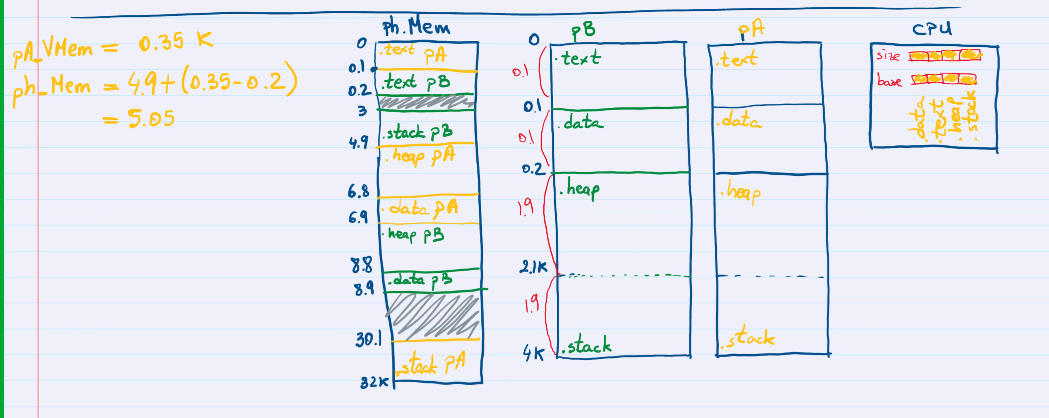 pA_VMem = 0.35 K
ph_Mem = 4.9+(0.35-0.2)
= 5.05
ph.Mem
0
.text pA
0.1
.text pB
0.2
3
.stack pB
4.9
.heap pA
6.8
.data pA
6.9
.heap pB
8.8
.data pB
8.9
30.1
.stack pA
32K
pB
0
.text
0.1
0.1
.data
0.1
0.2
.heap
1.9
2.1K
1.9
.stack
4K
pA
.text
.data
.heap
.stack
CPU
size
base
.data
.text
heap
.stack